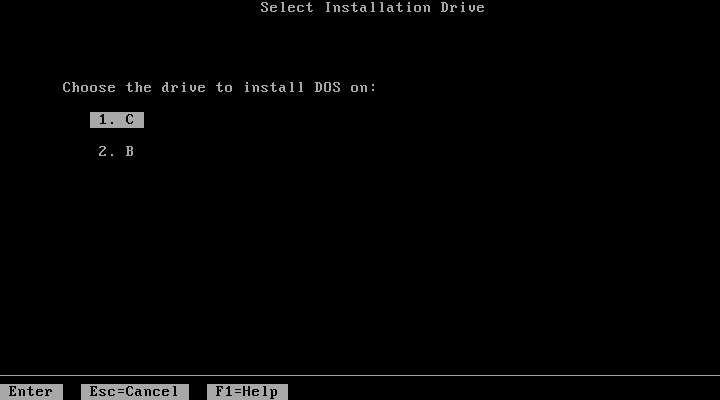 Select Installation Drive
Choose the drive to install DOS on:
1. C
2. B
Enter Esc=Cancel F1=Help